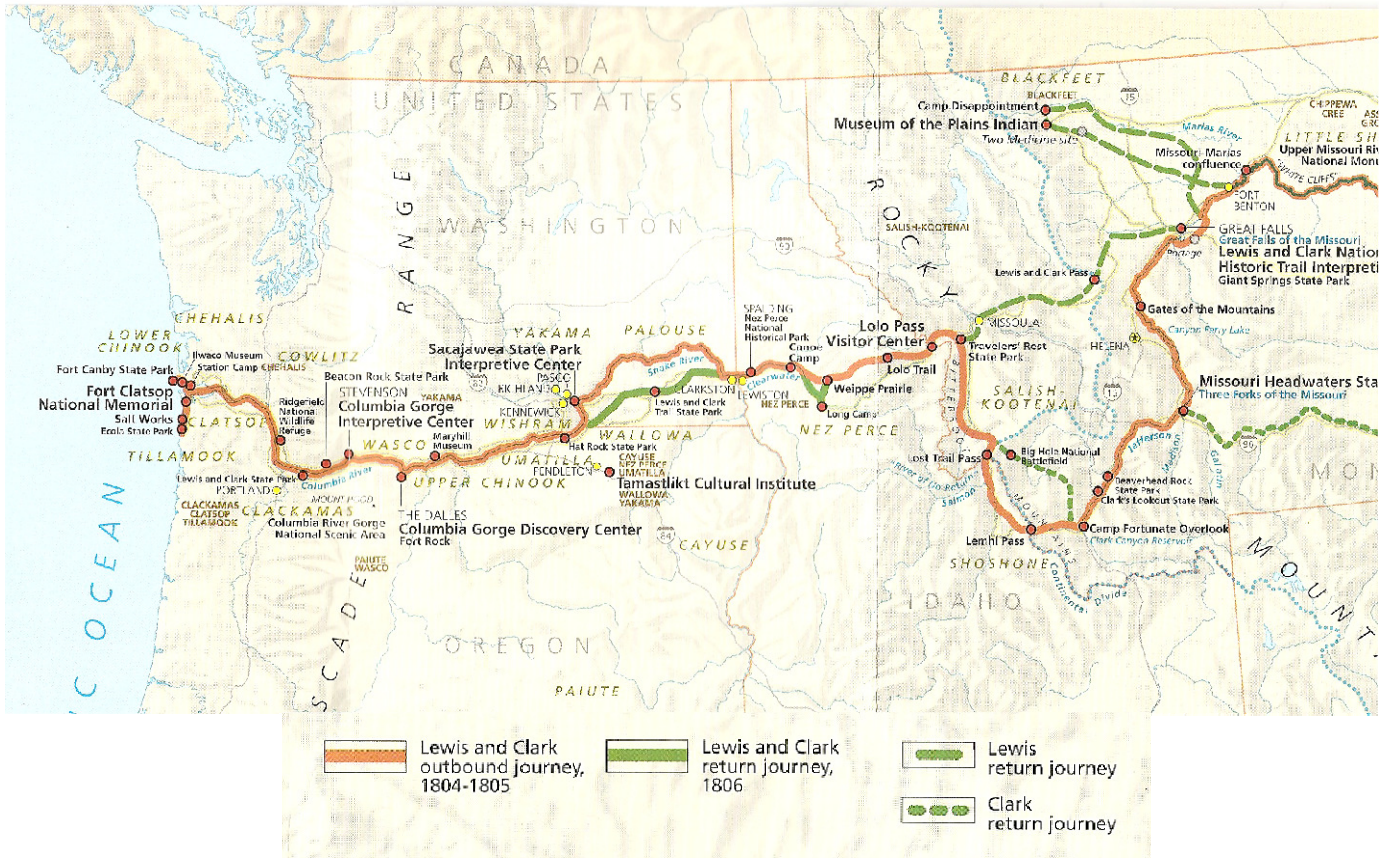 CANADA
UNITED STATES
BLACKFEET
BLACKFEET
15
Camp Disappointment
Museum of the Plains Indian
Two Medicine site
Marias River
CHIPPEWA
CREE
LITTLE SH
Missouri-Marias
confluence
Upper Missouri Riv
National Monu
"WHITE CLIFFS"
FORT
BENTON
RANGE
WASHINGTON
ROCKY
SALISH-KOOTENAI
GREAT FALLS
Great Falls of the Missouri
Portage
Lewis and Clark Natio
Historic Trail Interpreti
Giant Springs State Park
Lewis and Clark Pass
Gates of the Mountains
Canyon Ferry Lake
HELENA
MISSOULA
Travelers' Rest
State Park
Lolo Pass
Visitor Center
Lolo Trail
SPALDING
Nez Perce
National
Historical Park
Canoe
Camp
Weippe Prairie
Long Camp
NEZ PERCE
NEZ PERCE
Clearwater
CLARKSTON
LEWISTON
PALOUSE
Snake River
YAKAMA
Sacajawea State Park
Interpretive Center
PASCO
RICHLAND
KENNEWICK
82
YAKAMA
Lewis and Clark
Trail State Park
WALLOWA
WISHRAM
Hat Rock State Park
UMATILLA
PENDLETON
CAYUSE
NEZ PERCE
UMATILLA
WALLOWA
YAKAMA
Tamastlikt Cultural Institute
CHEHALIS
LOWER
CHINOOK
Ilwaco Museum
Station Camp
CHEHALIS
COWLITZ
Fort Canby State Park
Fort Clatsop
National Memorial
Salt Works
Ecola State Park
CLATSOP
TILLAMOOK
Ridgefield
National
Wildlife
Refuge
Beacon Rock State Park
STEVENSON
Columbia Gorge
Interpretive Center
WASCO
Maryhill
Museum
UPPER CHINOOK
Lewis and Clark State Park
Columbia River
PORTLAND
MOUNT HOOD
CLACKAMAS
CLACKAMAS
CLATSOP
TILLAMOOK
Columbia River Gorge
National Scenic Area
THE DALLES
Columbia Gorge Discovery Center
Fort Rock
PAIUTE
WASCO
84
CAYUSE
SALISH
KOOTENAI
BITTERROOT
Missouri Headwaters Sta
Three Forks of the Missouri
15
Jefferson
Madison
Gallatin
Lost Trail Pass
Big Hole National
Battlefield
River of No Return
Salmon
Beaverhead Rock
State Park
Clark's Lookout State Park
Camp Fortunate Overlook
Clark Canyon Reservoir
Lemhi Pass
MOUNTAINS
SHOSHONE
Continental Divide
IDAHO
MON
MOUNT
C OCEAN
SCADE
OREGON
PAIUTE
Lewis and Clark
outbound journey,
1804-1805
Lewis and Clark
return journey,
1806
Lewis
return journey
Clark
return journey